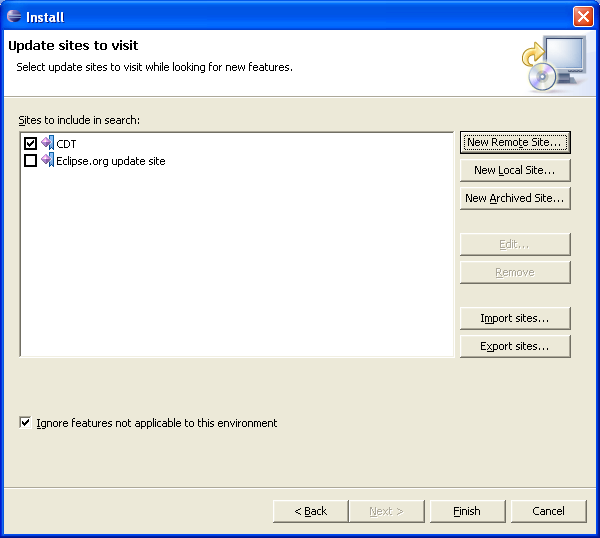 Install
Update sites to visit
Select update sites to visit while looking for new features.
Sites to include in search:
CDT
Eclipse.org update site
New Remote Site...
New Local Site...
New Archived Site...
Edit...
Remove
Import sites...
Export sites...
Ignore features not applicable to this environment
< Back
Next >
Finish
Cancel